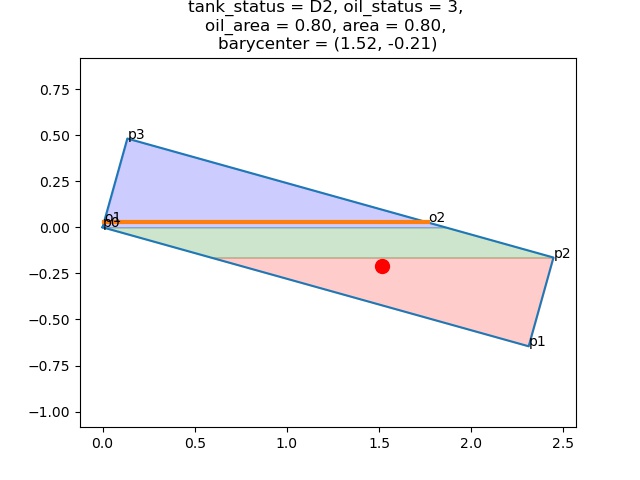 tank_status = D2, oil_status = 3,
oil_area = 0.80, area = 0.80,
barycenter = (1.52, -0.21)
0.75
0.50
0.25
0.00
−0.25
−0.50
−0.75
−1.00
p3
o1
p0
o2
p2
p1
0.0
0.5
1.0
1.5
2.0
2.5